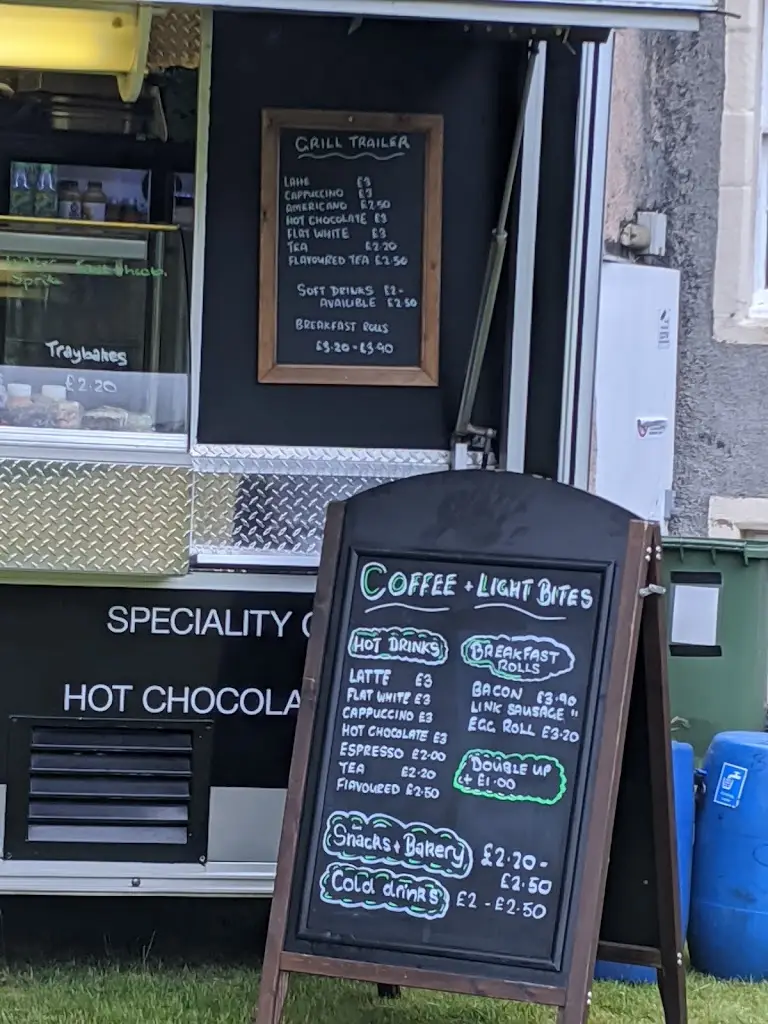 GRILL TRAILER
LATTE £3
CAPPUCCINO £3
AMERICANO £2.50
HOT CHOCOLATE £3
FLAT WHITE £3
TEA £2.20
FLAVOURED TEA £2.50
SOFT DRINKS £2-
AVAILIBLE £2.50
BREAKFAST ROLLS
£3.20-£3.90
Sprite
Traybakes
£2.20
SPECIALITY
HOT CHOCOLA
COFFEE + LIGHT BITES
HOT DRINKS
LATTE £3
FLAT WHITE £3
CAPPUCCINO £3
HOT CHOCOLATE £3
ESPRESSO £2.00
TEA £2.20
FLAVOURED £2.50
BREAKFAST
ROLLS
BACON £3.90
LINK SAUSAGE "
EGG ROLL £3.20
DOUBLE UP
+ £1.00
Snacks + Bakery £2.20-
£2.50
Cold drinks £2-£2.50